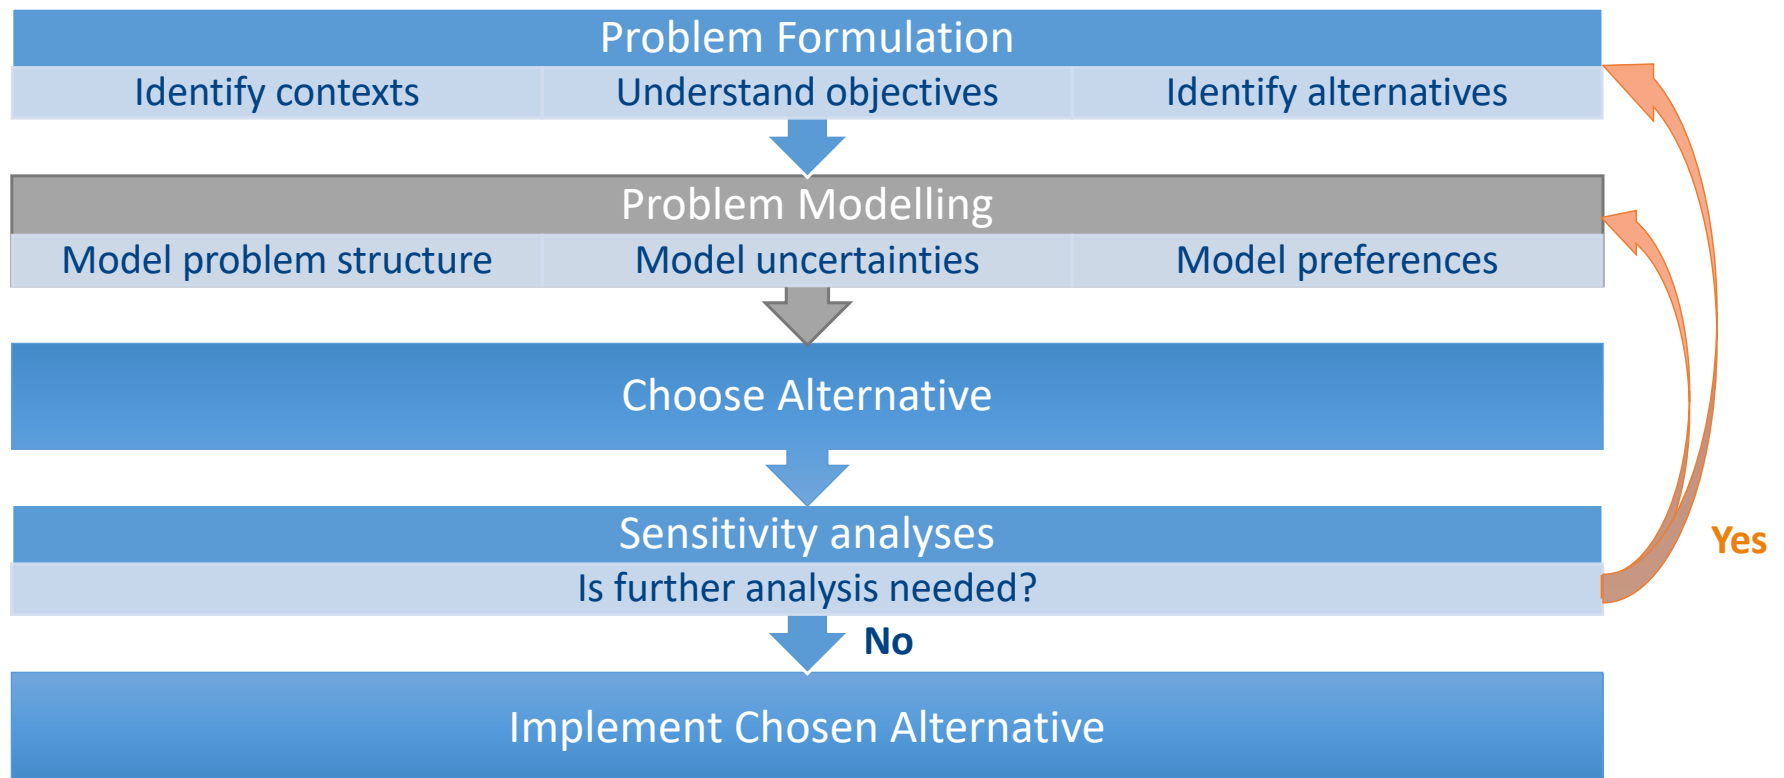 Problem Formulation
Identify contexts
Understand objectives
Identify alternatives
Problem Modelling
Model problem structure
Model uncertainties
Model preferences
Choose Alternative
Sensitivity analyses
Is further analysis needed?
Yes
No
Implement Chosen Alternative